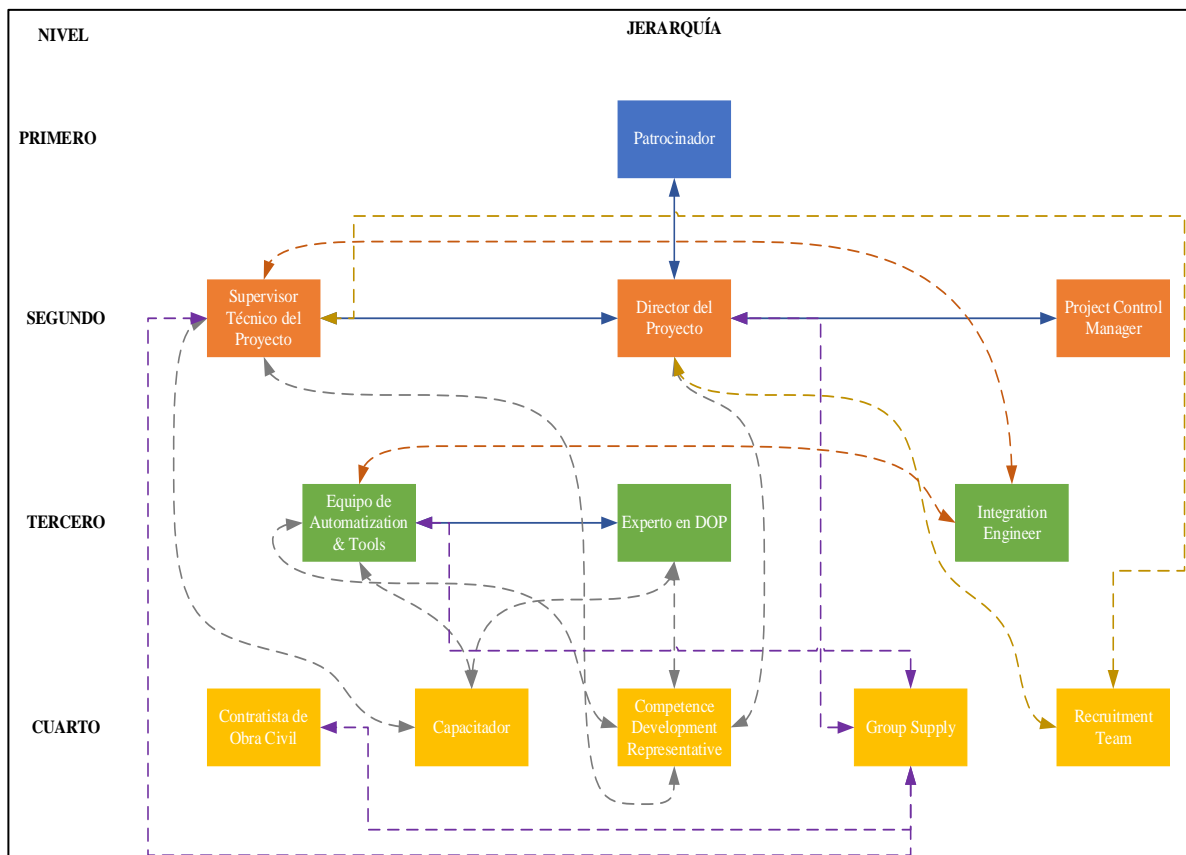 NIVEL
JERARQUÍA
PRIMERO
Patrocinador
SEGUNDO
Supervisor
Técnico del
Proyecto
Director del
Proyecto
Project Control
Manager
TERCERO
Equipo de
Automatization
& Tools
Experto en DOP
Integration
Engineer
CUARTO
Contratista de
Obra Civil
Capacitador
Competence
Development
Representative
Group Supply
Recruitment
Team